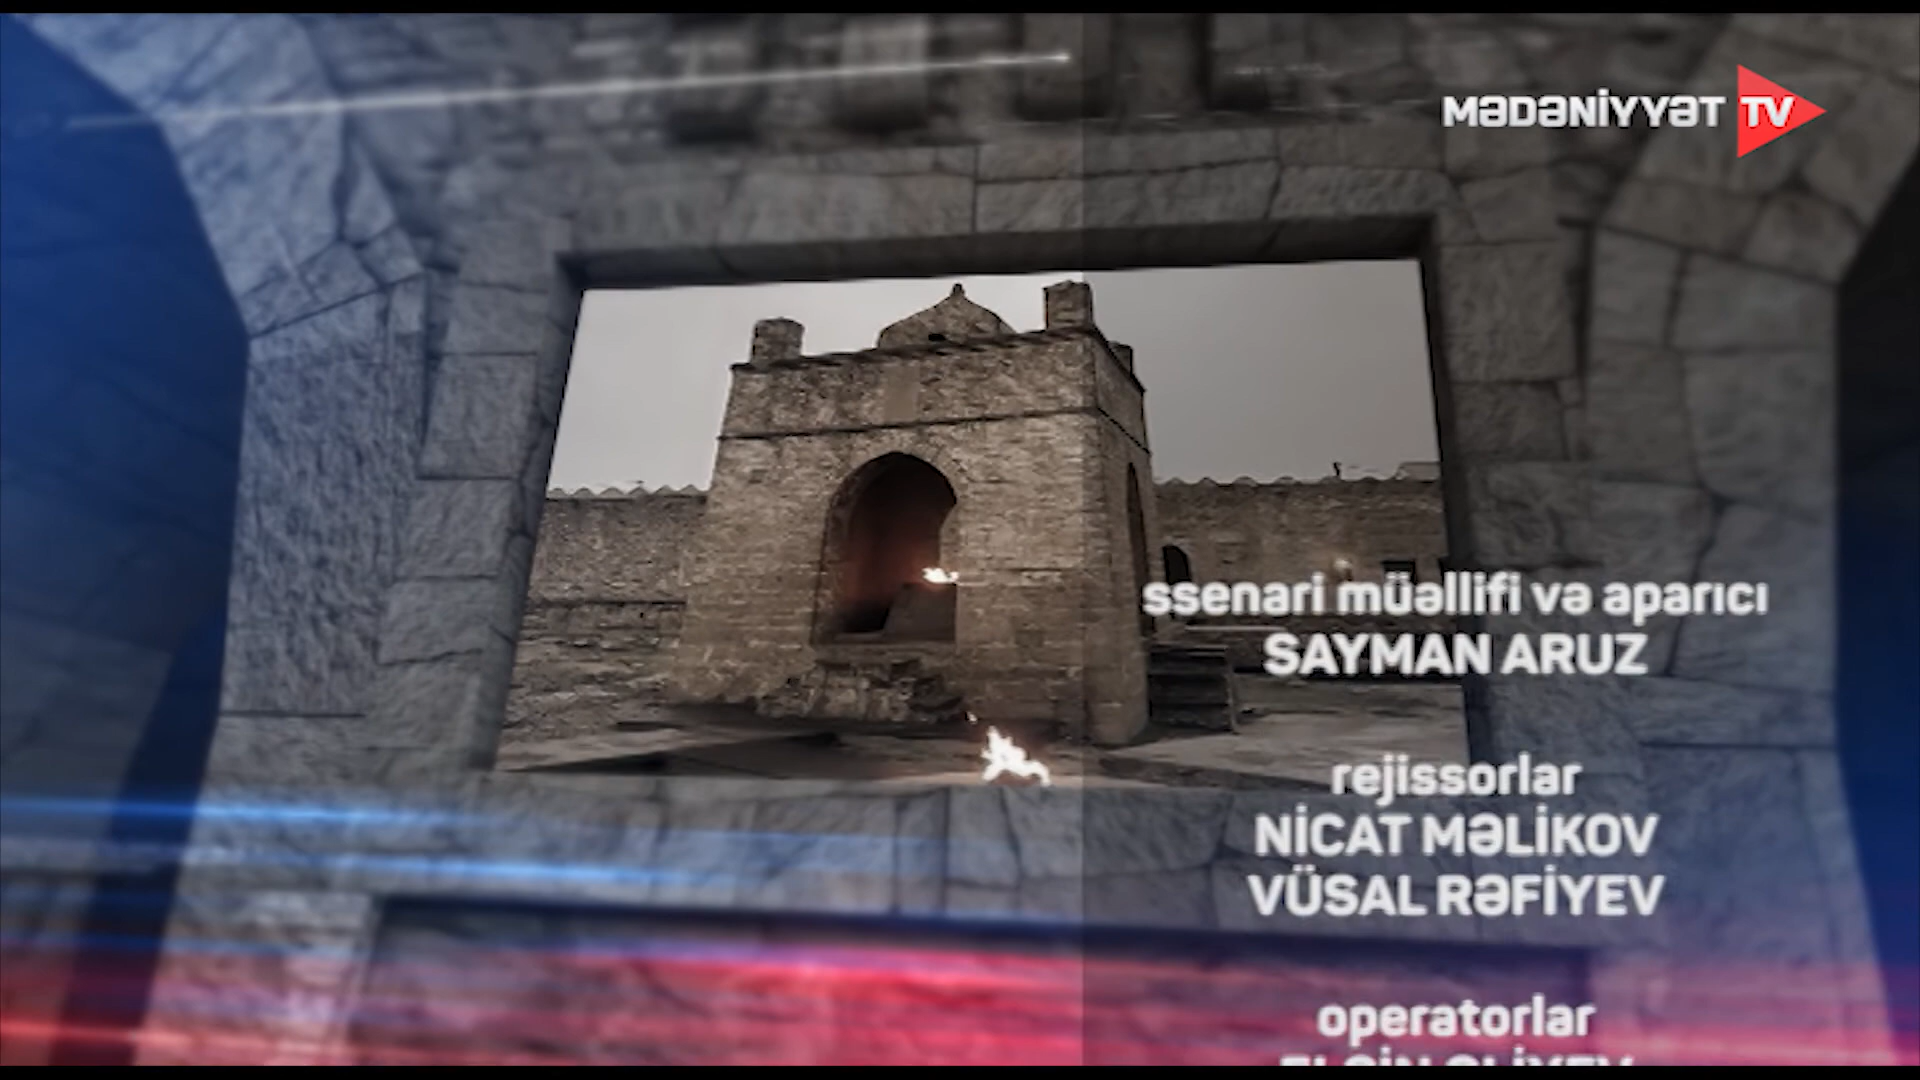 MƏDƏNİYYƏT TV
ssenari müəllifi və aparıcı
SAYMAN ARUZ
rejissorlar
NİCAT MƏLİKOV
VÜSAL RƏFİYEV
operatorlar